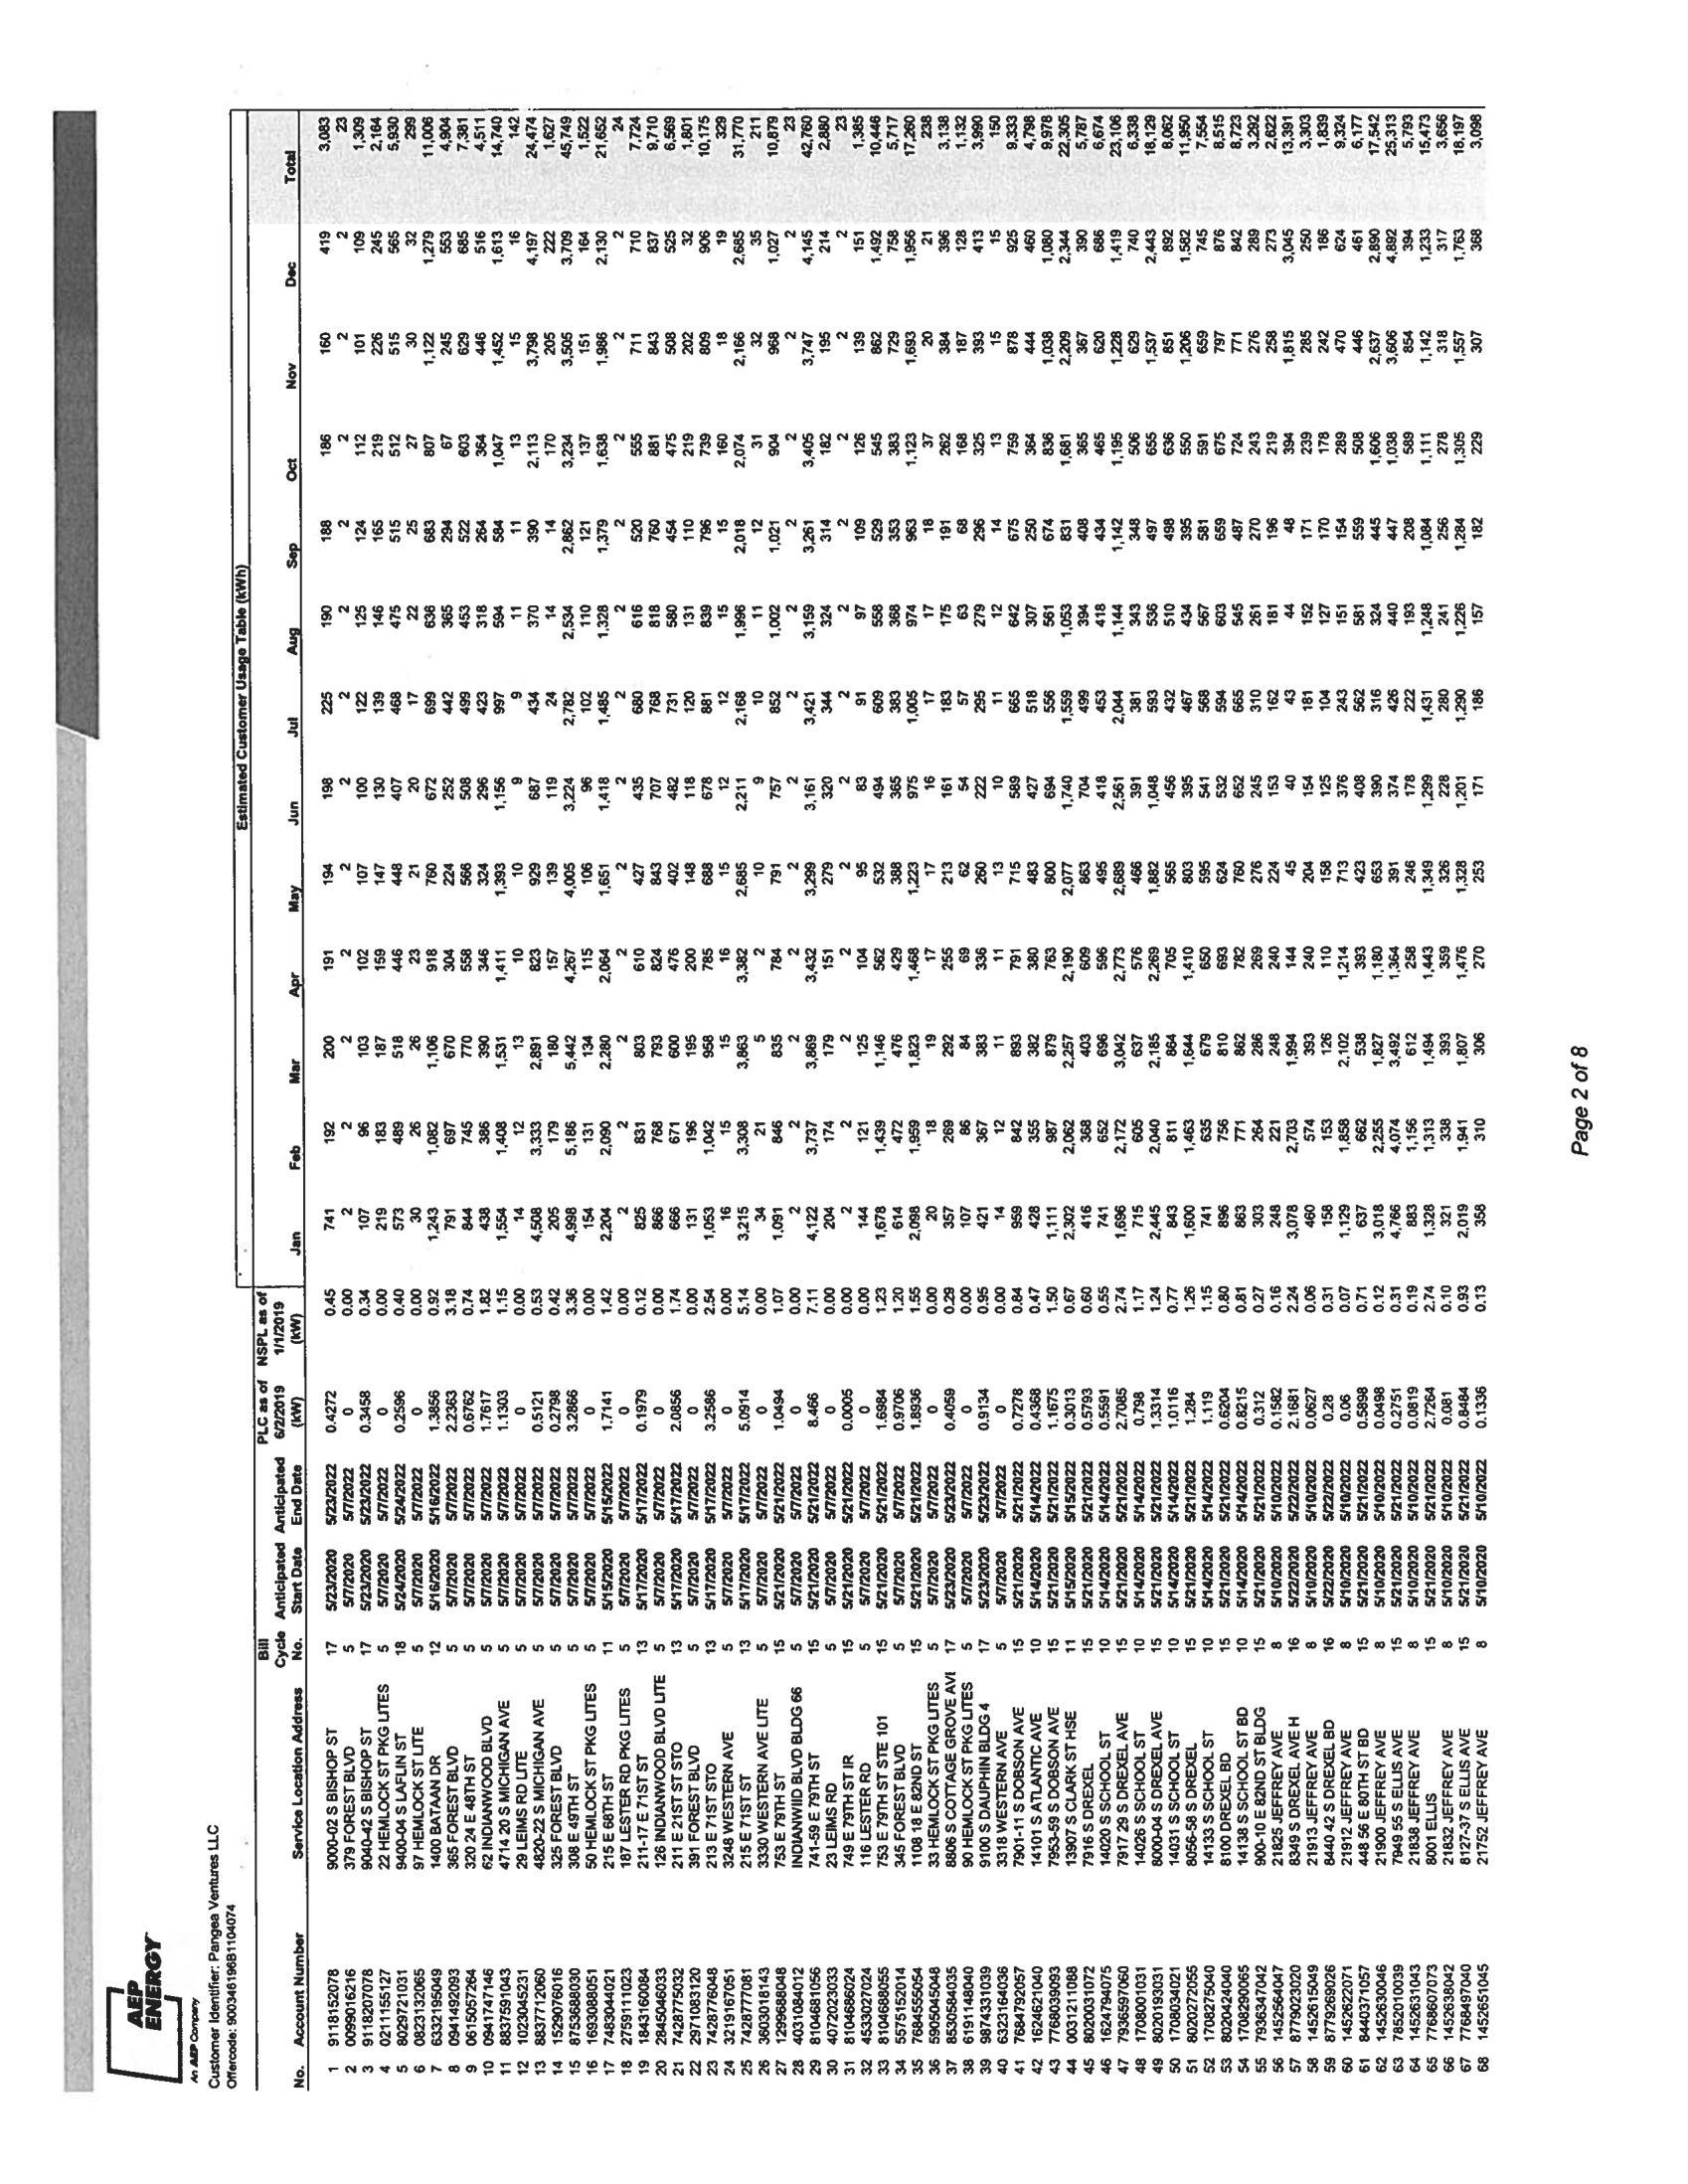 AEP ENERGY
An AEP Company
Customer Identifier: Pangea Ventures LLC
Offercode: 900346196B1104074
Estimated Customer Usage Table (kWh)
No. Account Number Service Location Address Bill Cycle No. Anticipated Start Date Anticipated End Date PLC as of 6/2/2019 (kW) NSPL as of 1/1/2019 (kW) Jan Feb Mar Apr May Jun Jul Aug Sep Oct Nov Dec Total
1 9118152078 9000-02 S BISHOP ST 17 5/23/2020 5/23/2022 0.4272 0.45 741 192 200 191 194 198 225 190 188 186 160 419 3,083
2 0099016216 379 FOREST BLVD 5 5/7/2020 5/7/2022 0 0.00 2 2 2 2 2 2 2 2 2 2 2 2 23
3 9118207078 9040-42 S BISHOP ST 17 5/23/2020 5/23/2022 0.3458 0.34 107 96 103 102 107 100 122 125 124 112 101 109 1,309
4 0211155127 22 HEMLOCK ST PKG LITES 5 5/7/2020 5/7/2022 0 0.00 219 183 187 159 147 130 139 146 165 219 226 245 2,164
5 8029721031 9400-04 S LAFLIN ST 18 5/24/2020 5/24/2022 0.2596 0.40 573 489 518 446 448 407 468 475 515 512 515 565 5,930
6 0823132065 97 HEMLOCK ST LITE 5 5/7/2020 5/7/2022 0 0.00 30 26 26 23 21 20 17 22 25 27 30 32 299
7 6332195049 1400 BATAAN DR 12 5/16/2020 5/16/2022 1.3856 0.92 1,243 1,082 1,106 918 760 672 699 636 683 807 1,122 1,279 11,006
8 0941492093 365 FOREST BLVD 5 5/7/2020 5/7/2022 2.2363 3.18 791 697 670 304 224 252 442 365 294 67 245 553 4,904
9 0615057264 320 24 E 48TH ST 5 5/7/2020 5/7/2022 0.6762 0.74 844 745 770 558 566 508 499 453 522 603 629 685 7,381
10 0941747146 62 INDIANWOOD BLVD 5 5/7/2020 5/7/2022 1.7617 1.82 438 386 390 346 324 296 423 318 264 364 446 516 4,511
11 8837591043 4714 20 S MICHIGAN AVE 5 5/7/2020 5/7/2022 1.1303 1.15 1,554 1,408 1,531 1,411 1,393 1,156 997 594 584 1,047 1,452 1,613 14,740
12 1023045231 29 LEIMS RD LITE 5 5/7/2020 5/7/2022 0 0.00 14 12 13 10 10 9 9 11 11 13 15 16 142
13 8837712060 4820-22 S MICHIGAN AVE 5 5/7/2020 5/7/2022 0.5121 0.53 4,508 3,333 2,891 823 929 687 434 370 390 2,113 3,798 4,197 24,474
14 1529076016 325 FOREST BLVD 5 5/7/2020 5/7/2022 0.2798 0.42 205 179 180 157 139 119 24 14 14 170 205 222 1,627
15 8753688030 308 E 49TH ST 5 5/7/2020 5/7/2022 3.2866 3.36 4,998 5,186 5,442 4,267 4,005 3,224 2,782 2,534 2,862 3,234 3,505 3,709 45,749
16 1693088051 50 HEMLOCK ST PKG LITES 5 5/7/2020 5/7/2022 0 0.00 154 131 134 115 106 96 102 110 121 137 151 164 1,522
17 7483044021 215 E 68TH ST 11 5/15/2020 5/15/2022 1.7141 1.42 2,204 2,090 2,280 2,064 1,651 1,418 1,485 1,328 1,379 1,638 1,986 2,130 21,652
18 2759111023 187 LESTER RD PKG LITES 5 5/7/2020 5/7/2022 0 0.00 2 2 2 2 2 2 2 2 2 2 2 2 24
19 1843160084 211-17 E 71ST ST 13 5/17/2020 5/17/2022 0.1979 0.12 825 831 803 610 427 435 680 616 520 555 711 710 7,724
20 2845046033 126 INDIANWOOD BLVD LITE 5 5/7/2020 5/7/2022 0 0.00 866 768 793 824 843 707 768 818 760 881 843 837 9,710
21 7428775032 211 E 21ST ST STO 13 5/17/2020 5/17/2022 2.0856 1.74 666 671 600 476 402 482 731 580 454 475 508 525 6,569
22 2971083120 391 FOREST BLVD 5 5/7/2020 5/7/2022 0 0.00 131 196 195 200 148 118 120 131 110 219 202 32 1,801
23 7428776048 213 E 71ST STO 13 5/17/2020 5/17/2022 3.2586 2.54 1,053 1,042 958 785 688 678 881 839 796 739 809 906 10,175
24 3219167051 3248 WESTERN AVE 5 5/7/2020 5/7/2022 0 0.00 16 15 15 16 15 12 12 15 15 160 18 19 329
25 7428777081 215 E 71ST ST 13 5/17/2020 5/17/2022 5.0914 5.14 3,215 3,308 3,863 3,382 2,685 2,211 2,168 1,996 2,018 2,074 2,166 2,685 31,770
26 3603018143 3330 WESTERN AVE LITE 5 5/7/2020 5/7/2022 0 0.00 34 21 5 2 10 9 10 11 12 31 32 35 211
27 1299688048 753 E 79TH ST 15 5/21/2020 5/21/2022 1.0494 1.07 1,091 846 835 784 791 757 852 1,002 1,021 904 968 1,027 10,879
28 4031084012 INDIANWIID BLVD BLDG 66 5 5/7/2020 5/7/2022 0 0.00 2 2 2 2 2 2 2 2 2 2 2 2 23
29 8104681056 741-59 E 79TH ST 15 5/21/2020 5/21/2022 8.466 7.11 4,122 3,737 3,869 3,432 3,299 3,161 3,421 3,159 3,261 3,405 3,747 4,145 42,760
30 4072023033 23 LEIMS RD 5 5/7/2020 5/7/2022 0 0.00 204 174 179 151 279 320 344 324 314 182 195 214 2,880
31 8104686024 749 E 79TH ST IR 15 5/21/2020 5/21/2022 0.0005 0.00 2 2 2 2 2 2 2 2 2 2 2 2 23
32 4533027024 116 LESTER RD 5 5/7/2020 5/7/2022 0 0.00 144 121 125 104 95 83 91 97 109 126 139 151 1,385
33 8104688055 753 E 79TH ST STE 101 15 5/21/2020 5/21/2022 1.6984 1.23 1,678 1,439 1,146 562 532 494 609 558 529 545 862 1,492 10,446
34 5575152014 345 FOREST BLVD 5 5/7/2020 5/7/2022 0.9706 1.20 614 472 476 429 388 365 383 368 353 383 729 758 5,717
35 7684555054 1108 18 E 82ND ST 15 5/21/2020 5/21/2022 1.8936 1.55 2,098 1,959 1,823 1,468 1,223 975 1,005 974 963 1,123 1,693 1,956 17,260
36 5905045048 33 HEMLOCK ST PKG LITES 5 5/7/2020 5/7/2022 0 0.00 20 18 19 17 17 16 17 17 18 37 20 21 238
37 8530584035 8806 S COTTAGE GROVE AVE 17 5/23/2020 5/23/2022 0.4059 0.29 357 269 292 255 213 161 183 175 191 262 384 396 3,138
38 6191148040 90 HEMLOCK ST PKG LITES 5 5/7/2020 5/7/2022 0 0.00 107 86 84 69 62 54 57 63 68 168 187 128 1,132
39 9874331039 9100 S DAUPHIN BLDG 4 17 5/23/2020 5/23/2022 0.9134 0.95 421 367 383 336 260 222 295 279 296 325 393 413 3,990
40 6323164036 3318 WESTERN AVE 5 5/7/2020 5/7/2022 0 0.00 14 12 11 11 13 10 11 12 14 13 15 15 150
41 7684792057 7901-11 S DOBSON AVE 15 5/21/2020 5/21/2022 0.7278 0.84 959 842 893 791 715 589 665 642 675 759 878 925 9,333
42 1624621040 14101 S ATLANTIC AVE 10 5/14/2020 5/14/2022 0.4368 0.47 428 355 382 380 483 427 518 307 250 364 444 460 4,798
43 7768039093 7953-59 S DOBSON AVE 15 5/21/2020 5/21/2022 1.1675 1.50 1,111 987 879 763 800 694 556 561 674 836 1,038 1,080 9,978
44 0031211088 13907 S CLARK ST HSE 11 5/15/2020 5/15/2022 0.3013 0.67 2,302 2,062 2,257 2,190 2,077 1,740 1,559 1,053 831 1,681 2,209 2,344 22,305
45 8020031072 7916 S DREXEL 15 5/21/2020 5/21/2022 0.5793 0.60 416 368 403 609 863 704 499 394 408 365 367 390 5,787
46 1624794075 14020 S SCHOOL ST 10 5/14/2020 5/14/2022 0.5591 0.55 741 652 696 596 495 418 453 418 434 465 620 686 6,674
47 7936597060 7917 29 S DREXEL AVE 15 5/21/2020 5/21/2022 2.7085 2.74 1,696 2,172 3,042 2,773 2,689 2,561 2,044 1,144 1,142 1,195 1,228 1,419 23,106
48 1708001031 14026 S SCHOOL ST 10 5/14/2020 5/14/2022 0.798 1.17 715 605 637 576 466 391 381 343 348 506 629 740 6,338
49 8020193031 8000-04 S DREXEL AVE 15 5/21/2020 5/21/2022 1.3314 1.24 2,445 2,040 2,185 2,269 1,882 1,048 593 536 497 655 1,537 2,443 18,129
50 1708034021 14031 S SCHOOL ST 10 5/14/2020 5/14/2022 1.0116 0.77 843 811 864 705 565 456 432 510 498 636 851 892 8,062
51 8020272055 8056-58 S DREXEL 15 5/21/2020 5/21/2022 1.284 1.26 1,600 1,463 1,644 1,410 803 395 467 434 395 550 1,206 1,582 11,950
52 1708275040 14133 S SCHOOL ST 10 5/14/2020 5/14/2022 1.119 1.15 741 635 679 650 595 541 568 567 581 591 659 745 7,554
53 8020424040 8100 DREXEL BD 15 5/21/2020 5/21/2022 0.6204 0.80 896 756 810 693 624 532 594 603 659 675 797 876 8,515
54 1708290065 14138 S SCHOOL ST BD 10 5/14/2020 5/14/2022 0.8215 0.81 863 771 862 782 760 652 665 545 487 724 771 842 8,723
55 7936347042 900-10 E 82ND ST BLDG 15 5/21/2020 5/21/2022 0.312 0.27 303 264 286 269 276 245 310 261 270 243 276 289 3,292
56 1452564047 21825 JEFFREY AVE 8 5/10/2020 5/10/2022 0.1582 0.16 248 221 248 240 224 153 162 181 196 219 258 273 2,622
57 8779023020 8349 S DREXEL AVE H 16 5/22/2020 5/22/2022 2.1681 2.24 3,078 2,703 1,994 144 45 40 43 44 48 394 1,815 3,045 13,391
58 1452615049 21913 JEFFREY AVE 8 5/10/2020 5/10/2022 0.0627 0.06 460 574 393 240 204 154 181 152 171 239 285 250 3,303
59 8779269026 8440 42 S DREXEL BD 16 5/22/2020 5/22/2022 0.28 0.31 158 153 126 110 158 125 104 127 170 178 242 186 1,839
60 1452622071 21912 JEFFREY AVE 8 5/10/2020 5/10/2022 0.06 0.07 1,129 1,858 2,102 1,214 713 376 243 151 154 289 470 624 9,324
61 8440371057 448 56 E 80TH ST BD 15 5/21/2020 5/21/2022 0.5898 0.71 637 662 538 393 423 408 562 581 559 508 446 461 6,177
62 1452630046 21900 JEFFREY AVE 8 5/10/2020 5/10/2022 0.0498 0.12 3,018 2,255 1,827 1,180 653 390 316 324 445 1,606 2,637 2,890 17,542
63 7852010039 7949 55 S ELLIS AVE 15 5/21/2020 5/21/2022 0.2751 0.31 4,766 4,074 3,492 1,364 391 374 426 440 447 1,038 3,606 4,892 25,313
64 1452631043 21838 JEFFREY AVE 8 5/10/2020 5/10/2022 0.0819 0.19 883 1,156 612 258 246 178 222 193 208 589 854 394 5,793
65 7768607073 8001 ELLIS 15 5/21/2020 5/21/2022 2.7264 2.74 1,328 1,313 1,494 1,443 1,349 1,299 1,431 1,248 1,084 1,111 1,142 1,233 15,473
66 1452638042 21832 JEFFREY AVE 8 5/10/2020 5/10/2022 0.081 0.10 321 338 393 359 326 228 280 241 256 278 318 317 3,656
67 7768497040 8127-37 S ELLIS AVE 15 5/21/2020 5/21/2022 0.8484 0.93 2,019 1,941 1,807 1,476 1,328 1,201 1,290 1,226 1,284 1,305 1,557 1,763 18,197
68 1452651045 21752 JEFFREY AVE 8 5/10/2020 5/10/2022 0.1336 0.13 358 310 306 270 253 171 186 157 182 229 307 368 3,098
Page 2 of 8